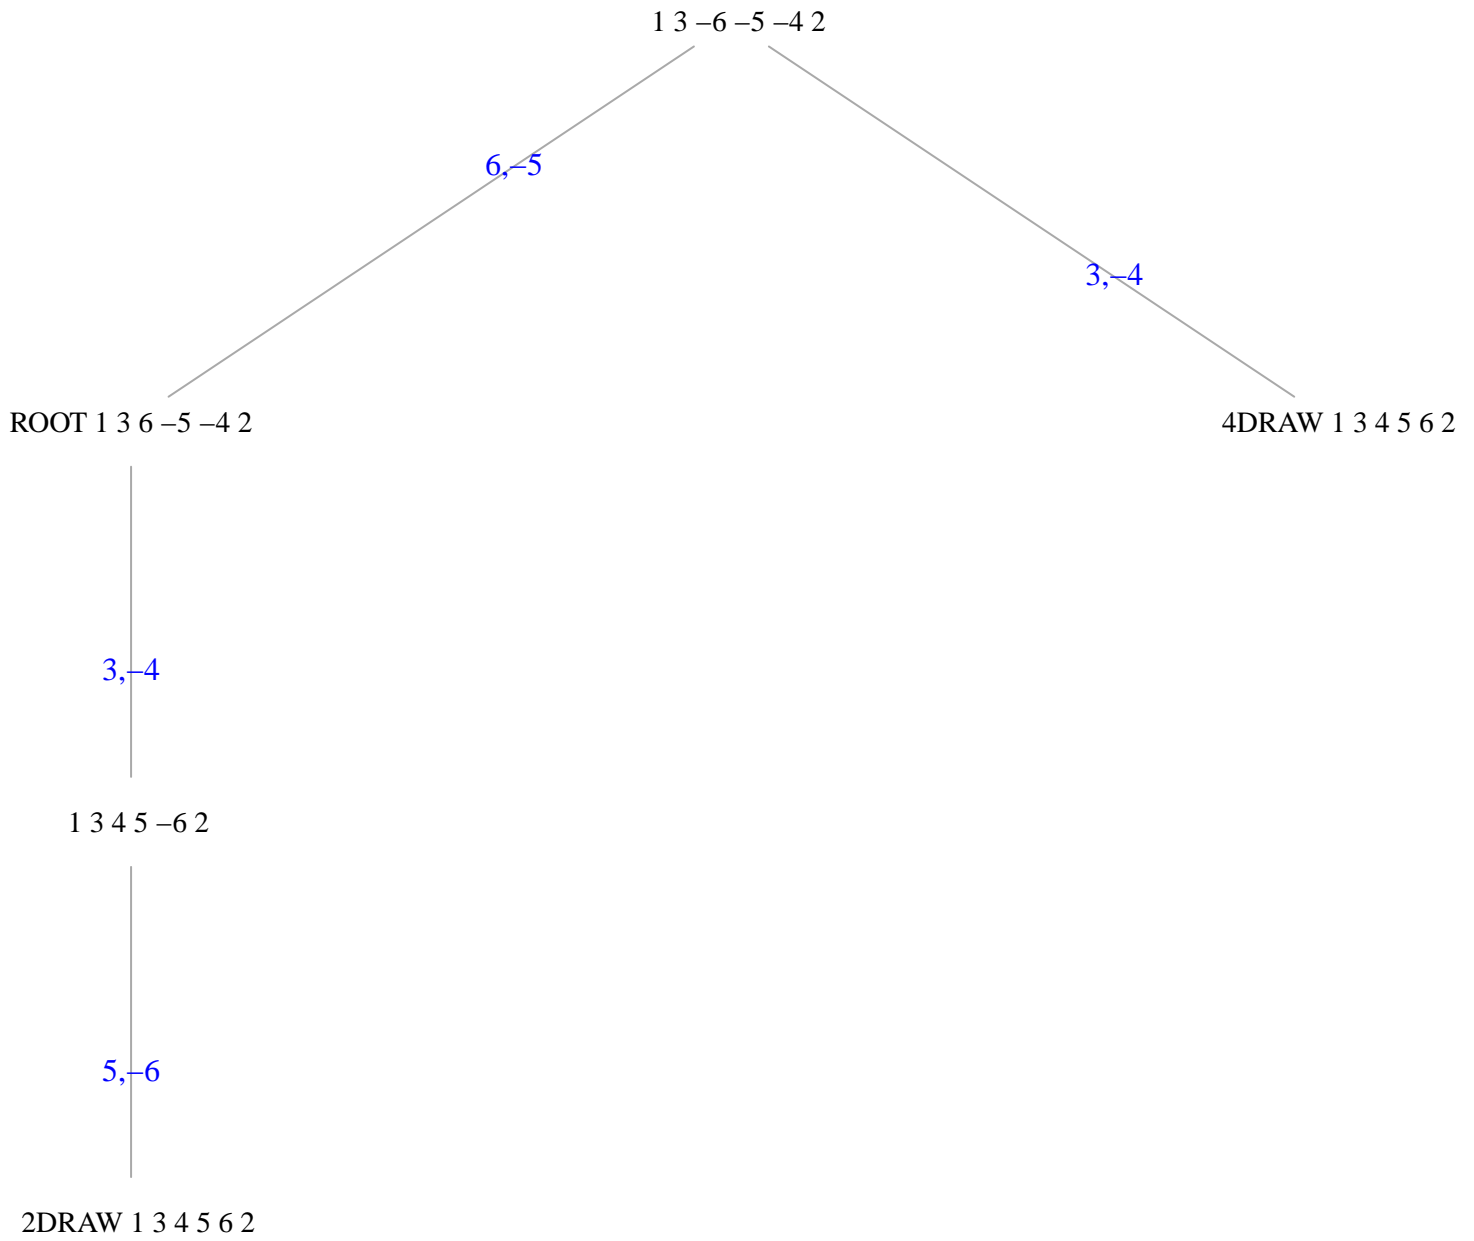 1 3 –6 –5 –4 2
6,–5
3,–4
ROOT 1 3 6 –5 –4 2
4DRAW 1 3 4 5 6 2
3,–4
1 3 4 5 –6 2
5,–6
2DRAW 1 3 4 5 6 2